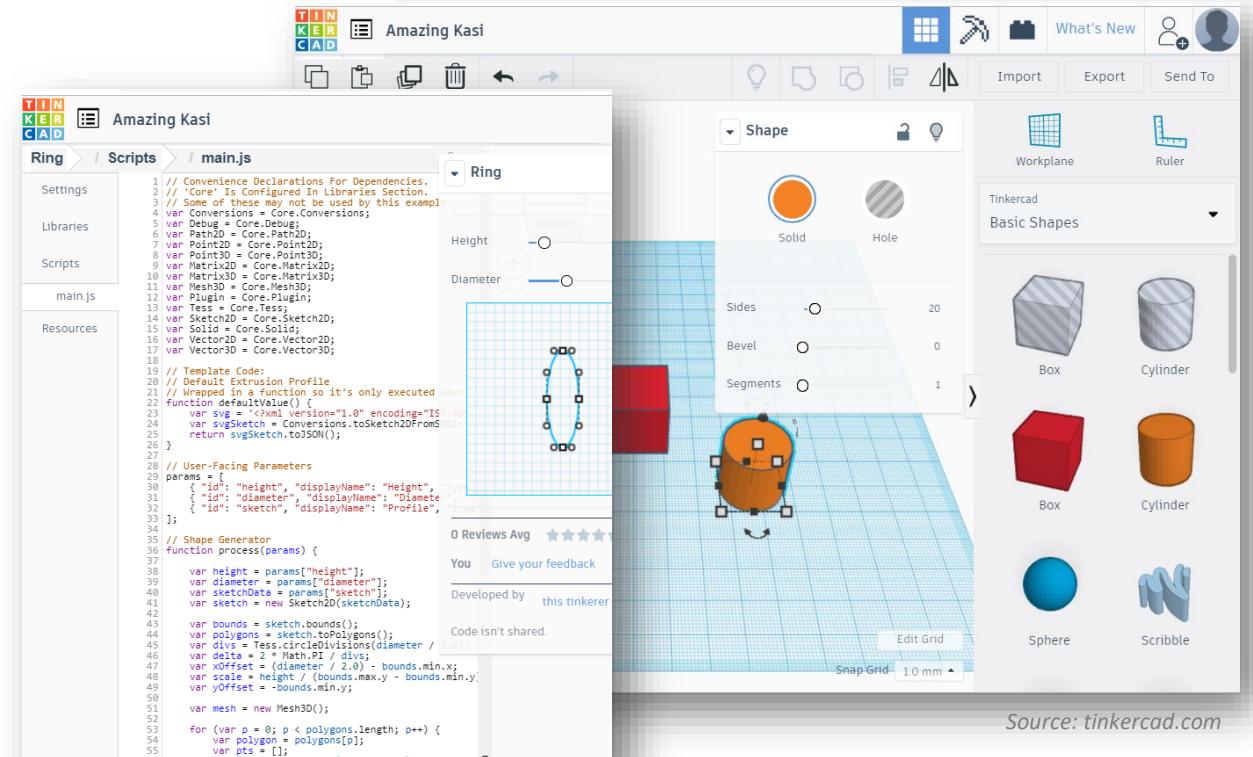 TINKERCAD
Amazing Kasi
What's New
Import
Export
Send To
Shape
Solid
Hole
Sides
20
Bevel
0
Segments
1
Workplane
Ruler
Tinkercad
Basic Shapes
Box
Cylinder
Box
Cylinder
Sphere
Scribble
Edit Grid
Snap Grid 1.0 mm
TINKERCAD
Amazing Kasi
Ring / Scripts / main.js
Settings
Libraries
Scripts
main.js
Resources
1 // Convenience Declarations For Dependencies.
2 // 'Core' Is Configured In Libraries Section.
3 // Some of these may not be used by this example.
4 var Conversions = Core.Conversions;
5 var Debug = Core.Debug;
6 var Path2D = Core.Path2D;
7 var Point2D = Core.Point2D;
8 var Point3D = Core.Point3D;
9 var Matrix2D = Core.Matrix2D;
10 var Matrix3D = Core.Matrix3D;
11 var Mesh3D = Core.Mesh3D;
12 var Plugin = Core.Plugin;
13 var Tess = Core.Tess;
14 var Sketch2D = Core.Sketch2D;
15 var Solid = Core.Solid;
16 var Vector2D = Core.Vector2D;
17 var Vector3D = Core.Vector3D;
18
19 // Template Code:
20 // Default Extrusion Profile
21 // Wrapped in a function so it's only executed when
22 function defaultValue() {
23 var svg = '<?xml version="1.0" encoding="IS
24 var svgSketch = Conversions.toSketch2DFromSVG(
25 return svgSketch.toJSON();
26 }
27
28 // User-Facing Parameters
29 params = [
30 { "id": "height", "displayName": "Height", "type
31 { "id": "diameter", "displayName": "Diameter
32 { "id": "sketch", "displayName": "Profile", "type
33 ];
34
35 // Shape Generator
36 function process(params) {
37
38 var height = params["height"];
39 var diameter = params["diameter"];
40 var sketchData = params["sketch"];
41 var sketch = new Sketch2D(sketchData);
42
43 var bounds = sketch.bounds();
44 var polygons = sketch.toPolygons();
45 var divs = Tess.circleDivisions(diameter / 2.0);
46 var delta = 2 * Math.PI / divs;
47 var xOffset = (diameter / 2.0) - bounds.min.x;
48 var scale = height / (bounds.max.y - bounds.min.y
49 var yOffset = -bounds.min.y;
50
51 var mesh = new Mesh3D();
52
53 for (var p = 0; p < polygons.length; p++) {
54 var polygon = polygons[p];
55 var pts = [];
Ring
Height
Diameter
0 Reviews Avg
You Give your feedback
Developed by this tinkerer
Code isn't shared.
Source: tinkercad.com